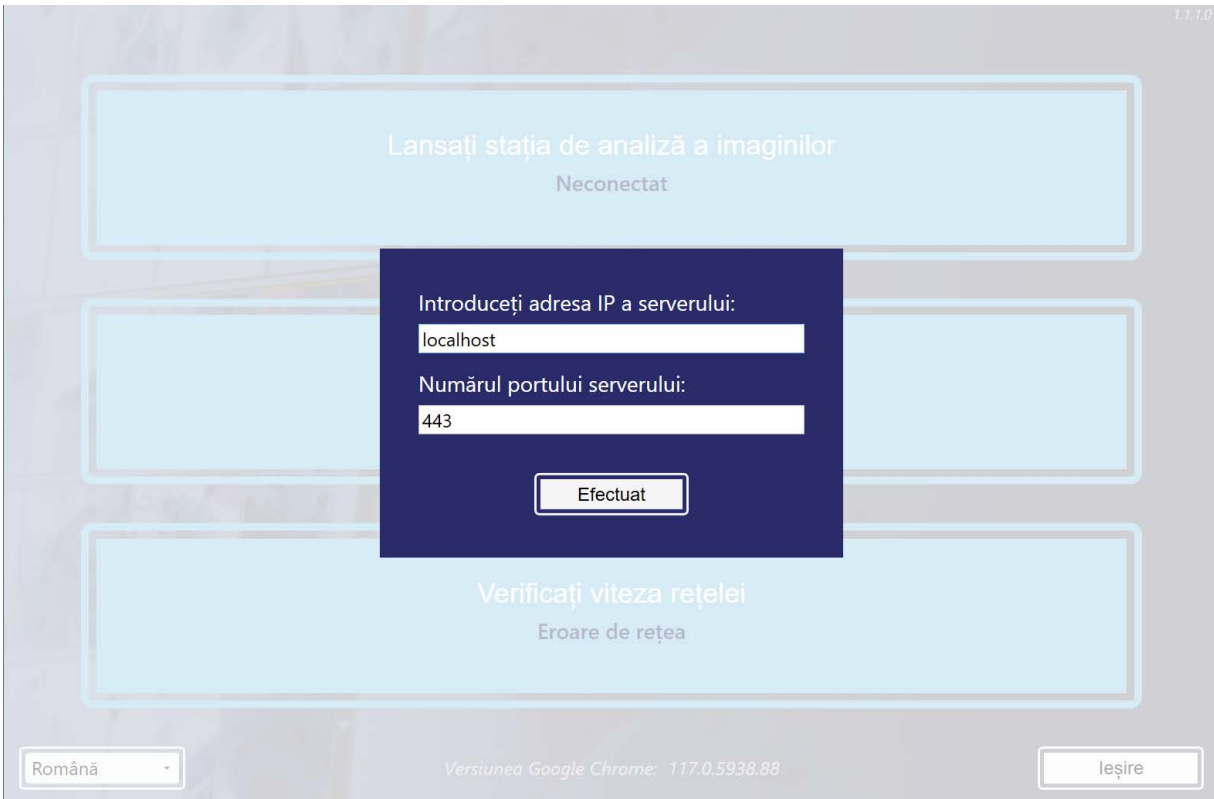 1.1.1.0
Lansați stația de analiză a imaginilor
Neconectat
Introduceți adresa IP a serverului:
localhost
Numărul portului serverului:
443
Efectuat
Verificați viteza rețelei
Eroare de rețea
Română
Versiunea Google Chrome: 117.0.5938.88
Ieșire